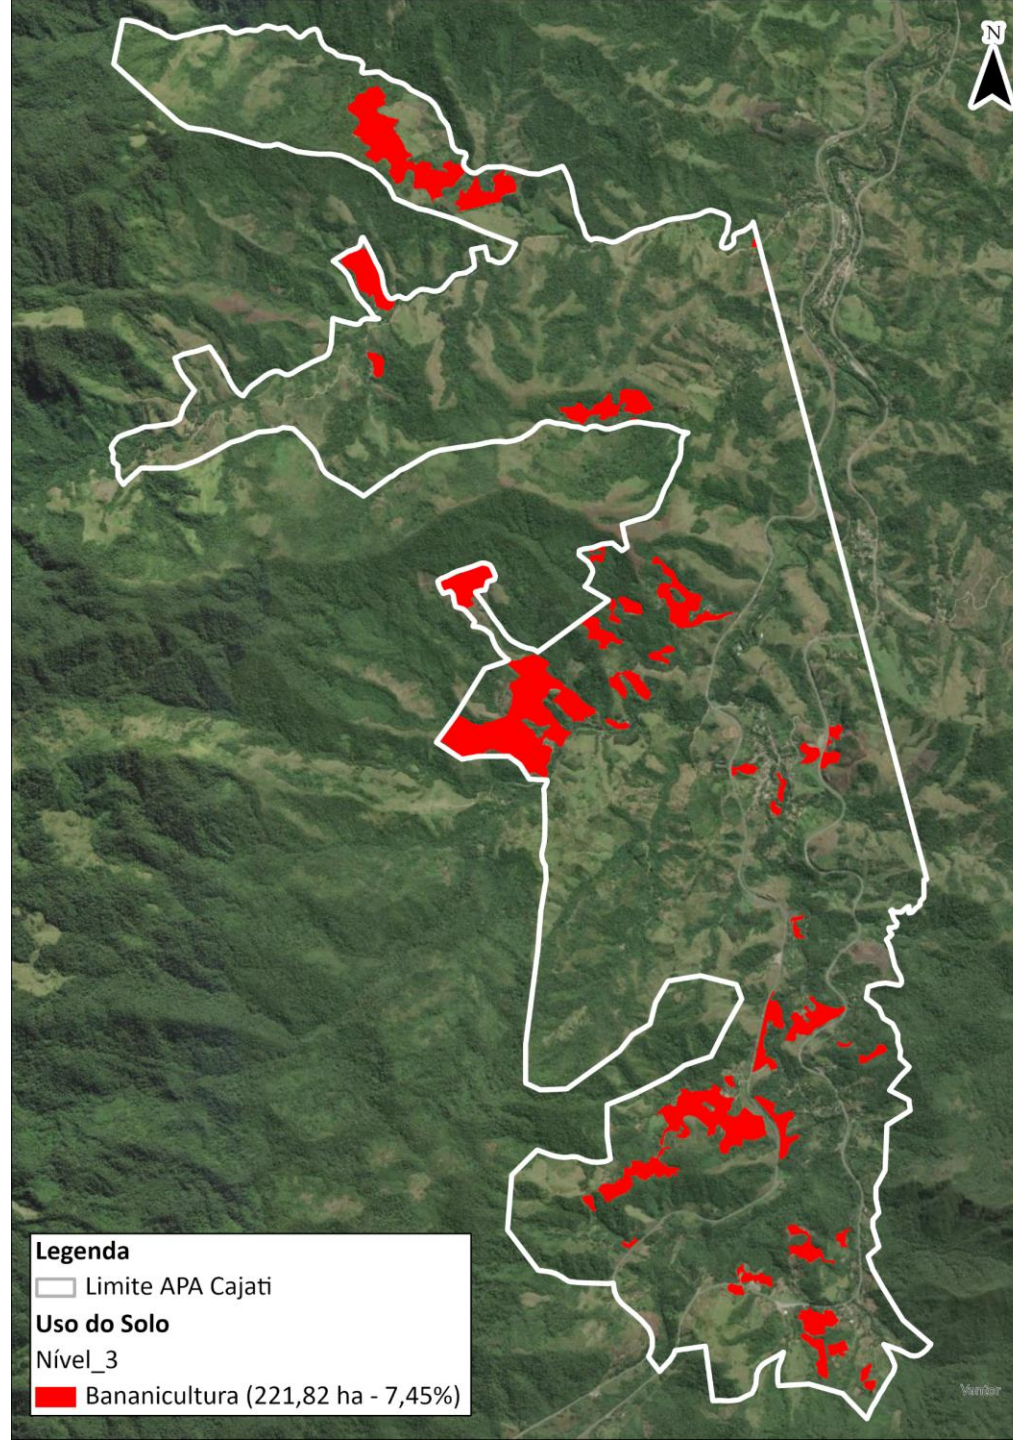 N
Legenda
Limite APA Cajati
Uso do Solo
Nível_3
Bananicultura (221,82 ha - 7,45%)
Vantor